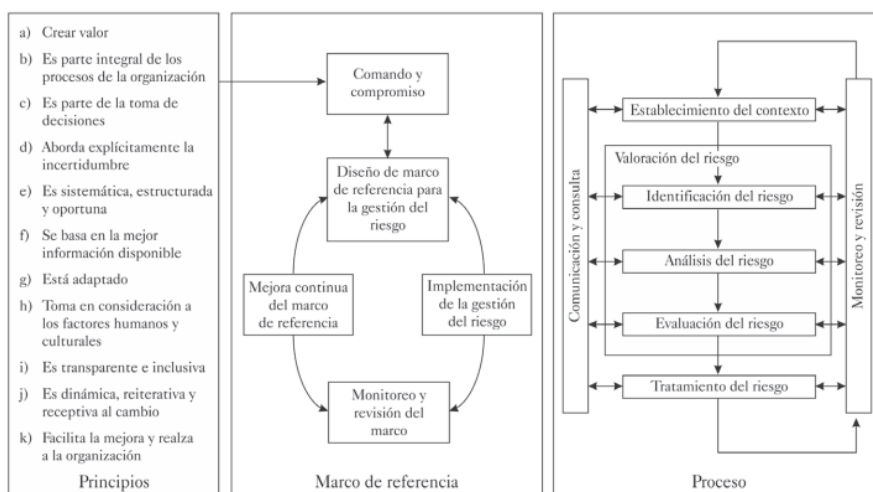 a) Crear valor
b) Es parte integral de los
procesos de la organización
c) Es parte de la toma de
decisiones
d) Aborda explícitamente la
incertidumbre
e) Es sistemática, estructurada
y oportuna
f) Se basa en la mejor
información disponible
g) Está adaptado
h) Toma en consideración a
los factores humanos y
culturales
i) Es transparente e inclusiva
j) Es dinámica, reiterativa y
receptiva al cambio
k) Facilita la mejora y realza
a la organización
Principios
Comando y
compromiso
Diseño de marco
de referencia para
la gestión del
riesgo
Mejora continua
del marco
de referencia
Implementación
de la gestión
del riesgo
Monitoreo y
revisión del
marco
Marco de referencia
Comunicación y consulta
Establecimiento del contexto
Valoración del riesgo
Identificación del riesgo
Análisis del riesgo
Evaluación del riesgo
Tratamiento del riesgo
Monitoreo y revisión
Proceso